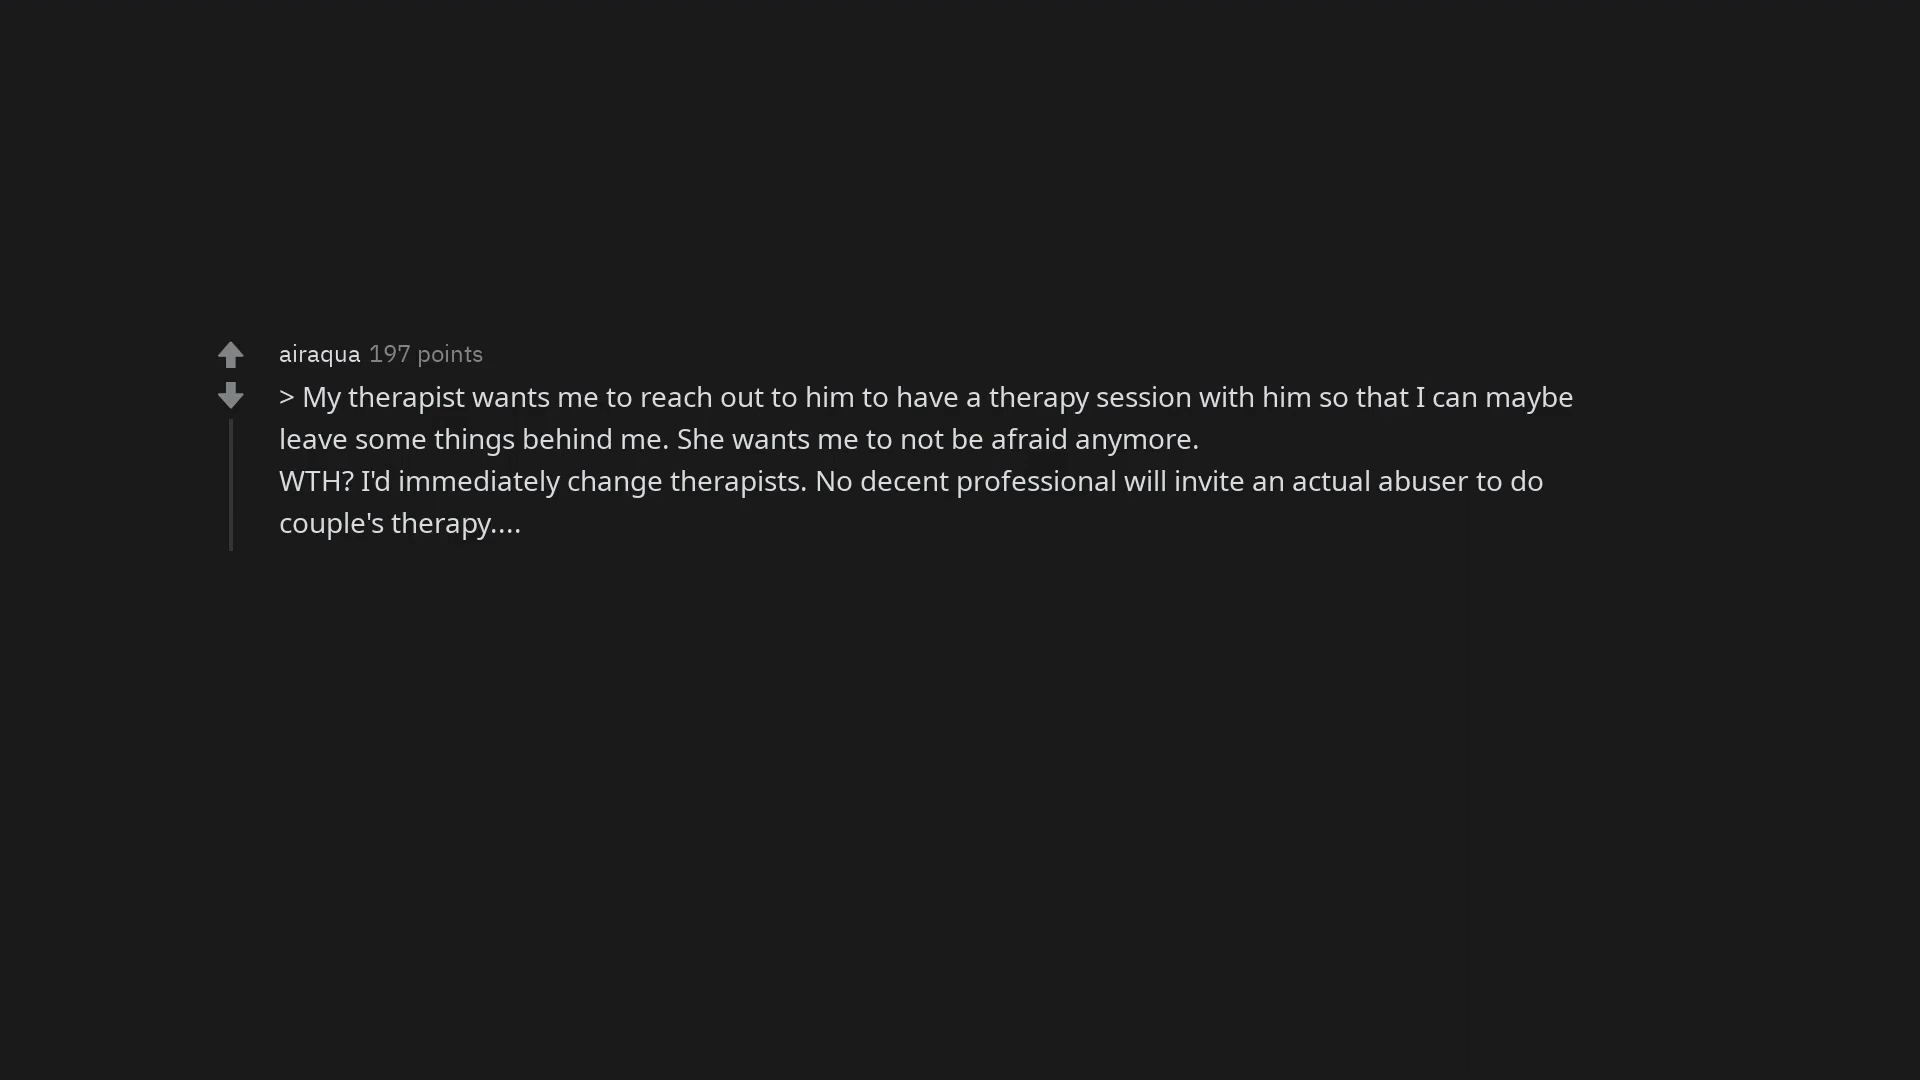 airaqua 197 points
> My therapist wants me to reach out to him to have a therapy session with him so that I can maybe
leave some things behind me. She wants me to not be afraid anymore.
WTH? I'd immediately change therapists. No decent professional will invite an actual abuser to do
couple's therapy....